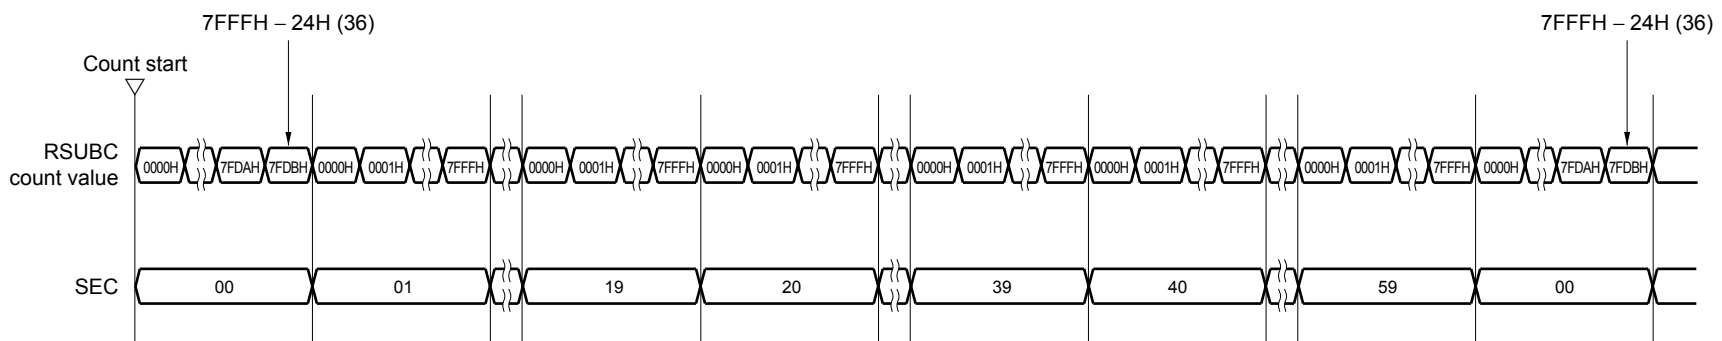 7FFFH − 24H (36) 7FFFH − 24H (36)
Count start
RSUBC
count value
0000H 7FDAH 7FDBH 0000H 0001H 7FFFH 0000H 0001H 7FFFH 0000H 0001H 7FFFH 0000H 0001H 7FFFH 0000H 0001H 7FFFH 0000H 0001H 7FFFH 0000H 7FDAH 7FDBH
SEC 00 01 19 20 39 40 59 00